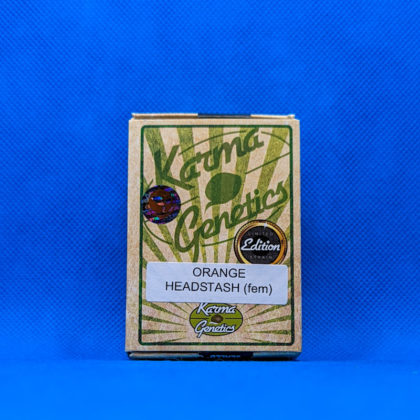 Karma
Genetics
LIMITED
Edition
ORANGE
HEADSTASH (fem)
Karma
Genetics